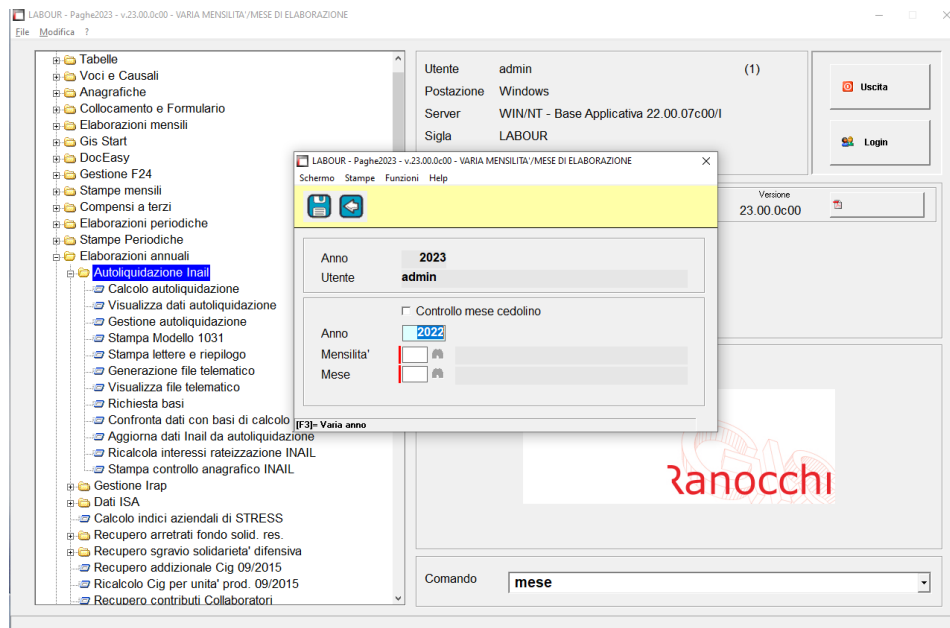 LABOUR - Paghe2023 - v.23.00.0c00 - VARIA MENSILITA'/MESE DI ELABORAZIONE
File Modifica ?
Tabelle
Voci e Causali
Anagrafiche
Collocamento e Formulario
Elaborazioni mensili
Gis Start
DocEasy
Gestione F24
Stampe mensili
Compensi a terzi
Elaborazioni periodiche
Stampe Periodiche
Elaborazioni annuali
Autoliquidazione Inail
Calcolo autoliquidazione
Visualizza dati autoliquidazione
Gestione autoliquidazione
Stampa Modello 1031
Stampa lettere e riepilogo
Generazione file telematico
Visualizza file telematico
Richiesta basi
Confronta dati con basi di calcolo
Aggiorna dati Inail da autoliquidazione
Ricalcola interessi rateizzazione INAIL
Stampa controllo anagrafico INAIL
Gestione Irap
Dati ISA
Calcolo indici aziendali di STRESS
Recupero arretrati fondo solid. res.
Recupero sgravio solidarieta' difensiva
Recupero addizionale Cig 09/2015
Ricalcolo Cig per unita' prod. 09/2015
Recupero contributi Collaboratori
Utente admin (1)
Postazione Windows
Server WIN/NT - Base Applicativa 22.00.07c00/I
Sigla LABOUR
Uscita
Login
Versione
23.00.0c00
LABOUR - Paghe2023 - v.23.00.0c00 - VARIA MENSILITA'/MESE DI ELABORAZIONE
Schermo Stampe Funzioni Help
Anno 2023
Utente admin
Controllo mese cedolino
Anno 2022
Mensilita'
Mese
[F3]= Varia anno
Ranocchi
Comando mese